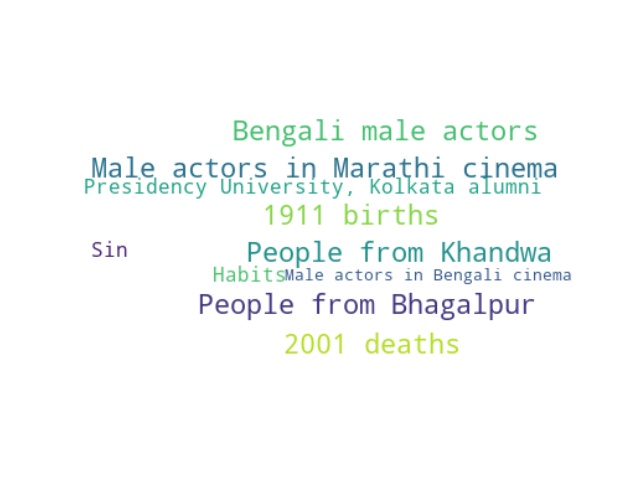 Bengali male actors
Male actors in Marathi cinema
Presidency University, Kolkata alumni
1911 births
Sin
People from Khandwa
Habits
Male actors in Bengali cinema
People from Bhagalpur
2001 deaths